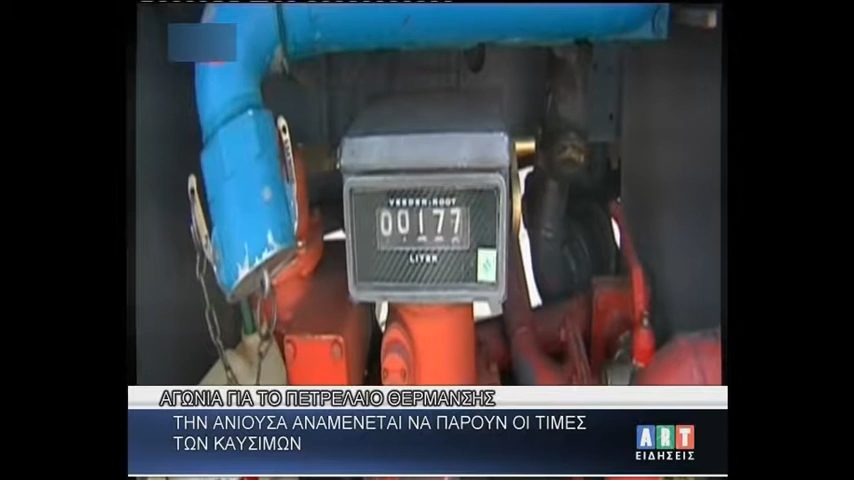 VEEDER-ROOT
00177
LITER
ΑΓΩΝΙΑ ΓΙΑ ΤΟ ΠΕΤΡΕΛΑΙΟ ΘΕΡΜΑΝΣΗΣ
ΤΗΝ ΑΝΙΟΥΣΑ ΑΝΑΜΕΝΕΤΑΙ ΝΑ ΠΑΡΟΥΝ ΟΙ ΤΙΜΕΣ
ΤΩΝ ΚΑΥΣΙΜΩΝ
ART
ΕΙΔΗΣΕΙΣ